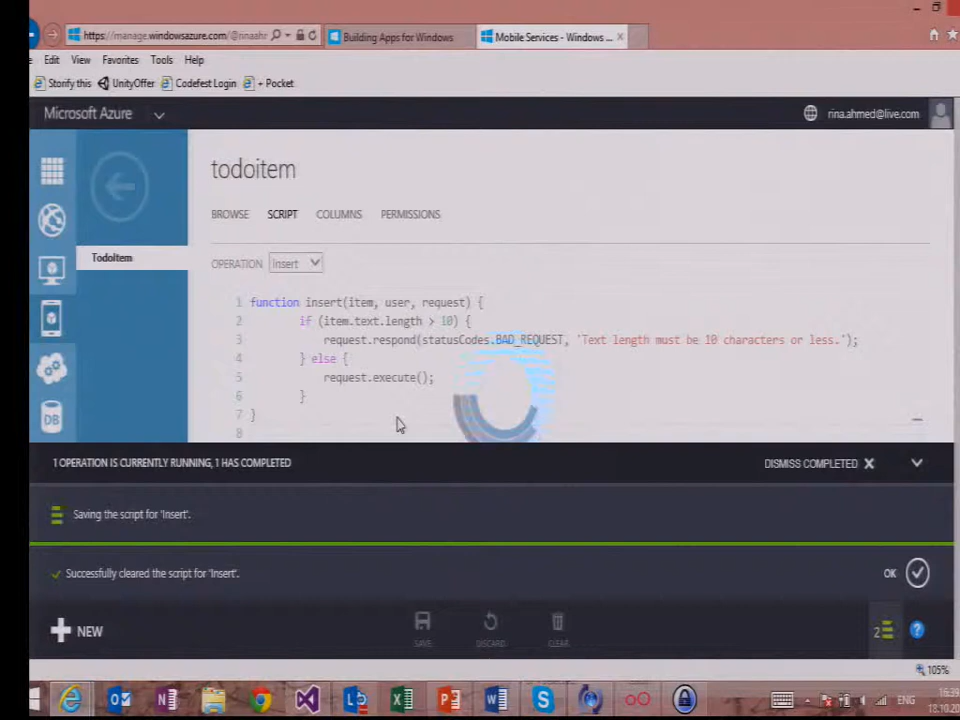 https://manage.windowsazure.com/@rinaahr
Building Apps for Windows
Mobile Services - Windows ...
Edit View Favorites Tools Help
Storify this UnityOffer Codefest Login + Pocket
Microsoft Azure
rina.ahmed@live.com
todoitem
BROWSE SCRIPT COLUMNS PERMISSIONS
TodoItem
OPERATION Insert
1 function insert(item, user, request) {
2 if (item.text.length > 10) {
3 request.respond(statusCodes.BAD_REQUEST, 'Text length must be 10 characters or less.');
4 } else {
5 request.execute();
6 }
7 }
8
1 OPERATION IS CURRENTLY RUNNING, 1 HAS COMPLETED
DISMISS COMPLETED X
Saving the script for 'Insert'.
Successfully cleared the script for 'Insert'.
OK
NEW
SAVE
DISCARD
CLEAR
2
?
105%
ENG
16:39
18.10.20